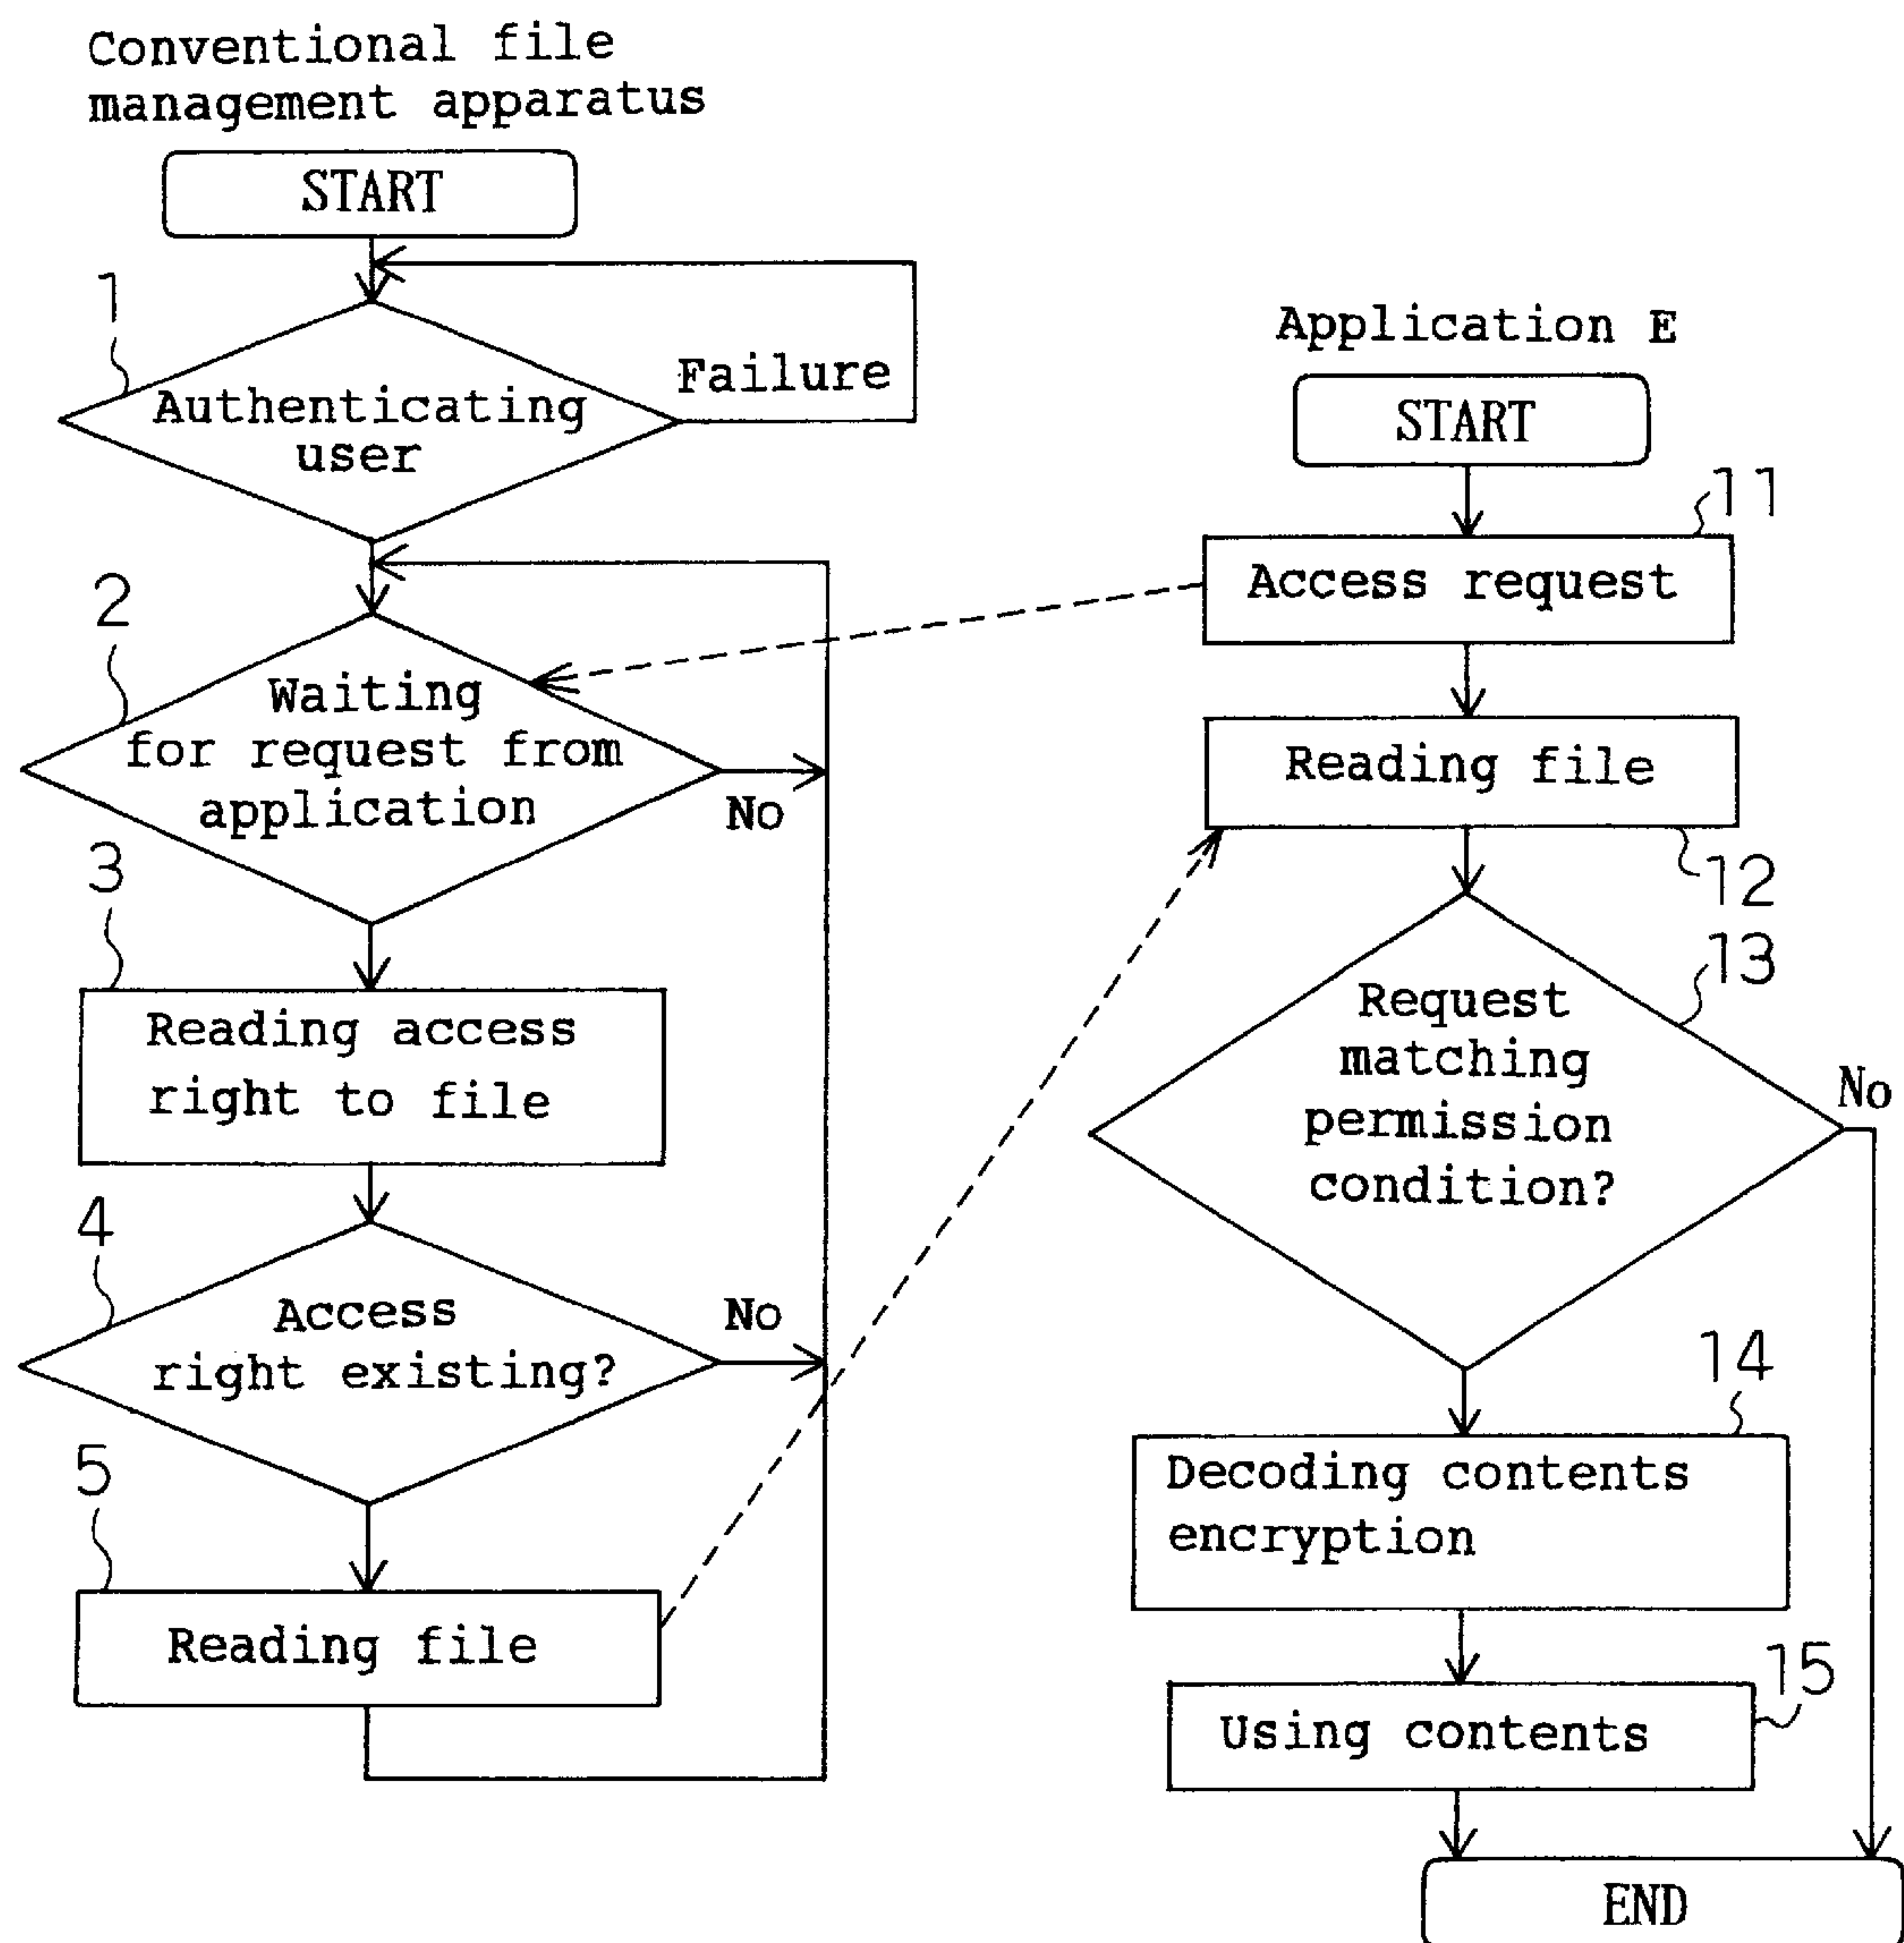 Conventional file
management apparatus
START
1
Failure
Authenticating
user
2
Waiting
for request from
application
No
3
Reading access
right to file
4
Access
right existing?
No
5
Reading file
Application E
START
11
Access request
Reading file
12
13
Request
matching
permission
condition?
No
14
Decoding contents
encryption
15
Using contents
END